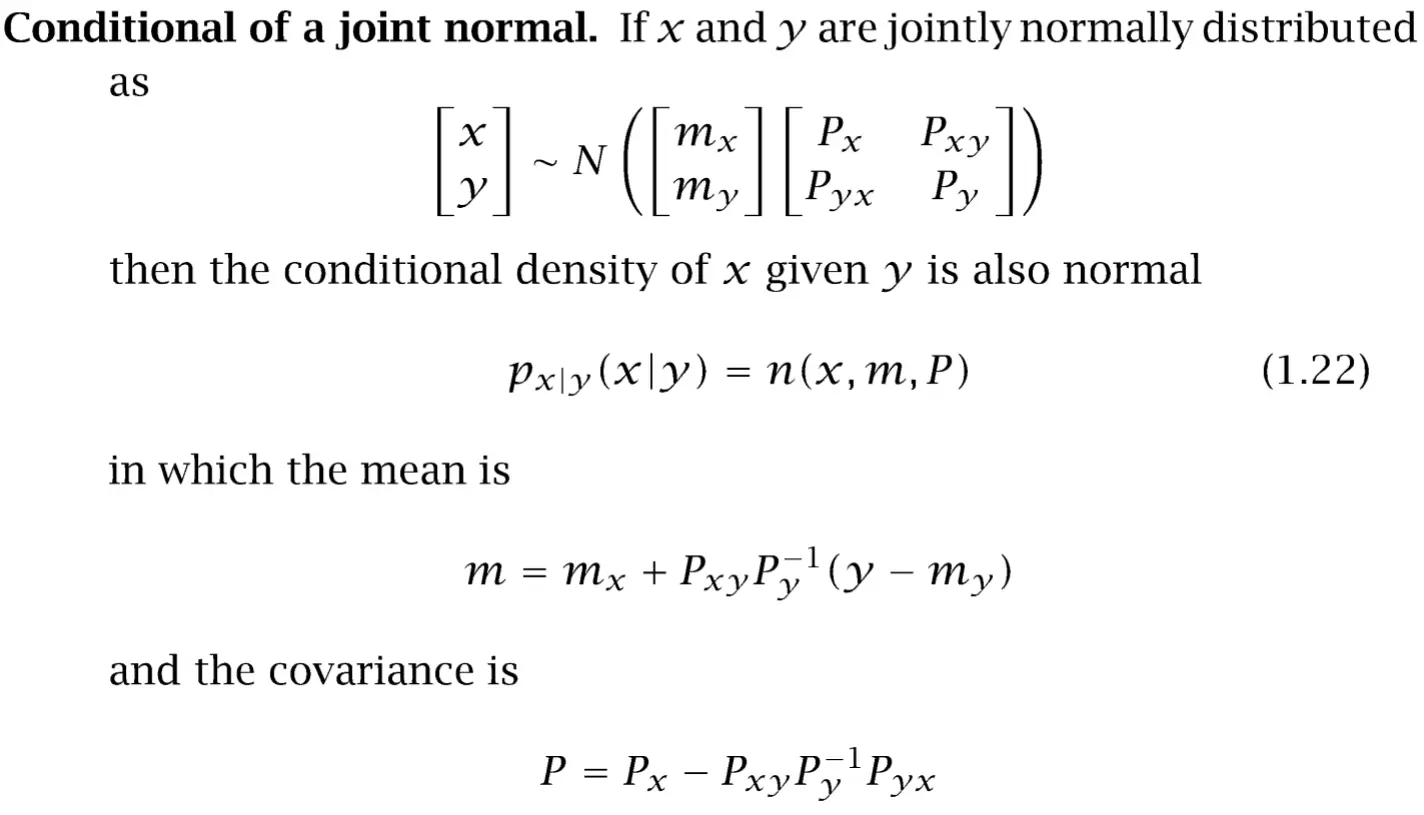 Conditional of a joint normal. If x and y are jointly normally distributed
as
$$\begin{bmatrix} x \\ y \end{bmatrix} \sim N\left(\begin{bmatrix} m_x \\ m_y \end{bmatrix} \begin{bmatrix} P_x & P_{xy} \\ P_{yx} & P_y \end{bmatrix}\right)$$
then the conditional density of x given y is also normal
$$p_{x|y}(x|y) = n(x, m, P)$$ (1.22)
in which the mean is
$$m = m_x + P_{xy}P_y^{-1}(y - m_y)$$
and the covariance is
$$P = P_x - P_{xy}P_y^{-1}P_{yx}$$